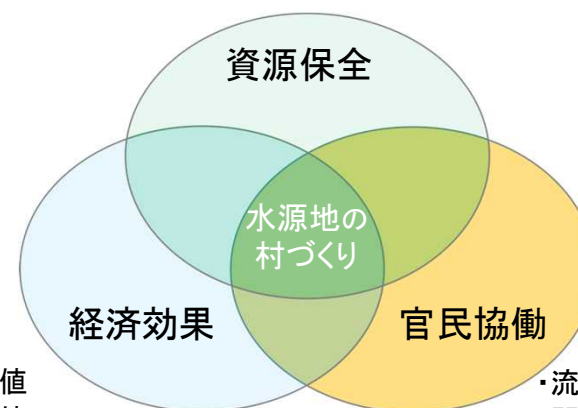 資源保全
水源地の
村づくり
経済効果
官民協働
値
・流